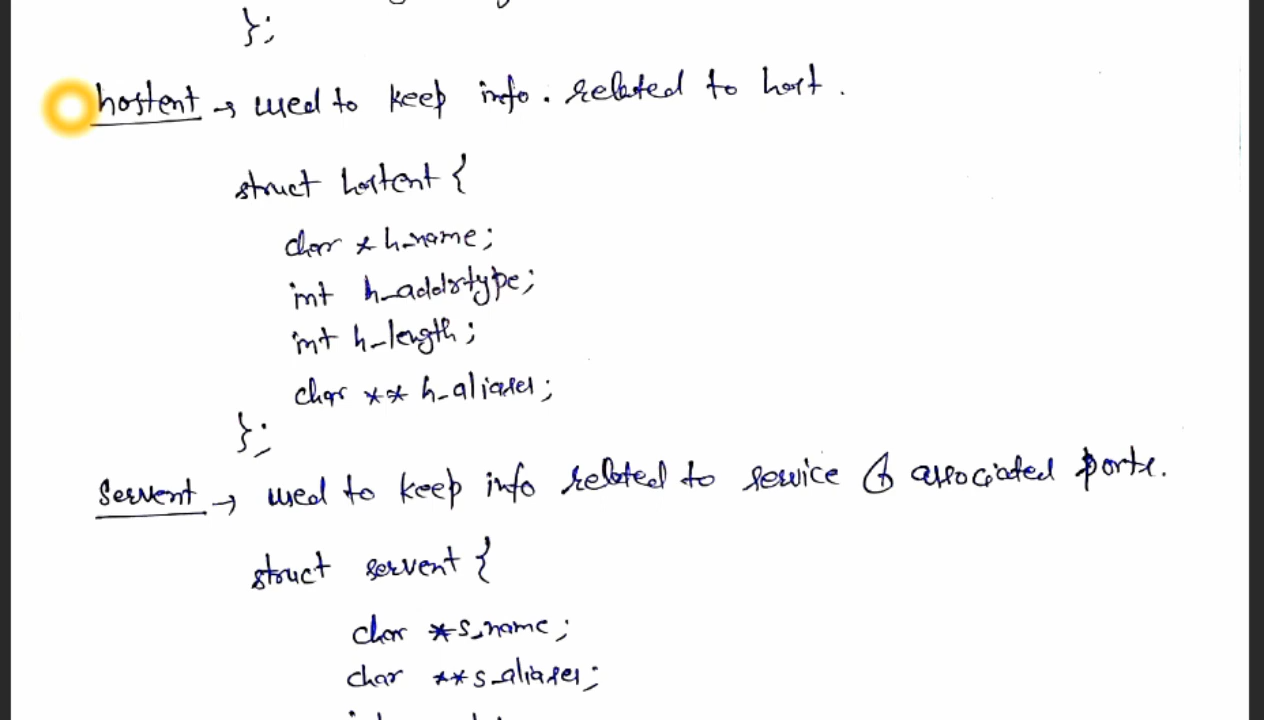 };
hostent → used to keep info. related to host.
struct hostent {
char *h_name;
int h_addrtype;
int h_length;
char ** h_aliases;
};
Servent → used to keep info related to service & associated ports.
struct servent {
char *s_name;
char **s_aliases;